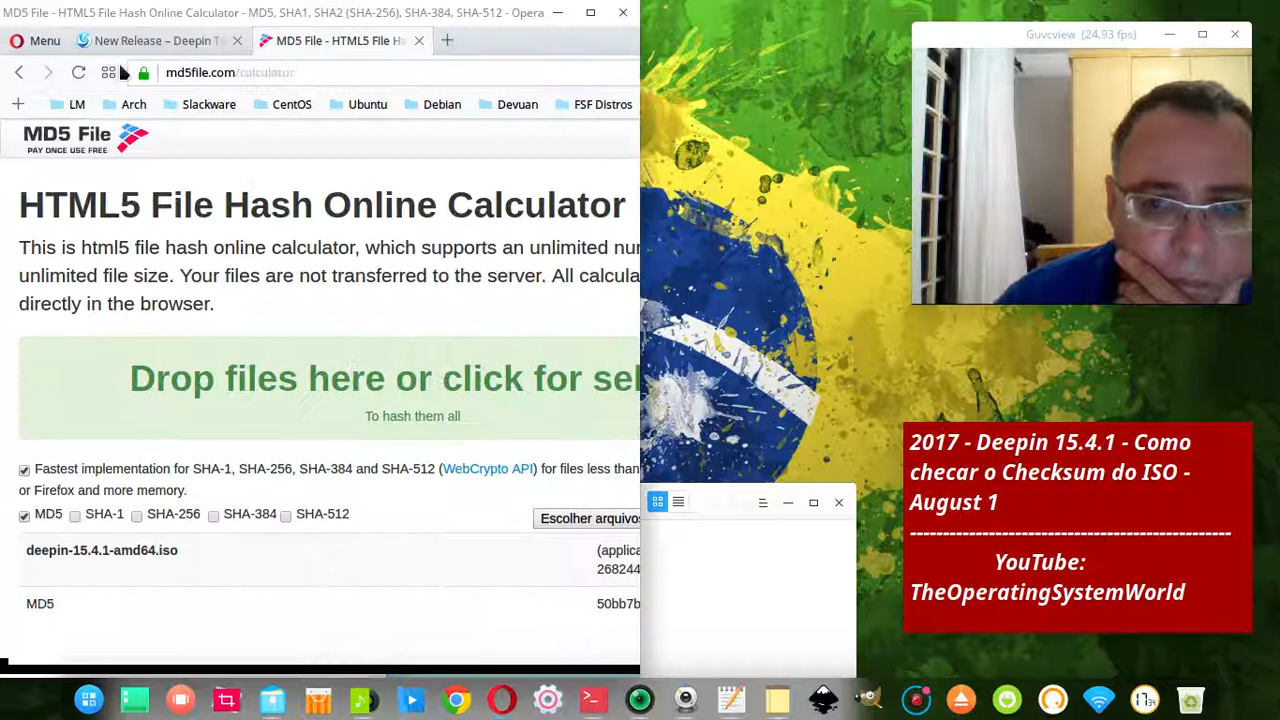 MD5 File - HTML5 File Hash Online Calculator - MD5, SHA1, SHA2 (SHA-256), SHA-384, SHA-512 - Opera
Menu
New Release – Deepin T
MD5 File - HTML5 File Ha
md5file.com/calculator
LM
Arch
Slackware
CentOS
Ubuntu
Debian
Devuan
FSF Distros
MD5 File
PAY ONCE USE FREE
HTML5 File Hash Online Calculator
This is html5 file hash online calculator, which supports an unlimited nu
unlimited file size. Your files are not transferred to the server. All calcula
directly in the browser.
Drop files here or click for sel
To hash them all
Fastest implementation for SHA-1, SHA-256, SHA-384 and SHA-512 (WebCrypto API) for files less than
or Firefox and more memory.
MD5 SHA-1 SHA-256 SHA-384 SHA-512
Escolher arquivos
deepin-15.4.1-amd64.iso
(applica
268244
MD5
50bb7b
Guvcview (24,93 fps)
2017 - Deepin 15.4.1 - Como
checar o Checksum do ISO -
August 1
------------------------------------------------
YouTube:
TheOperatingSystemWorld